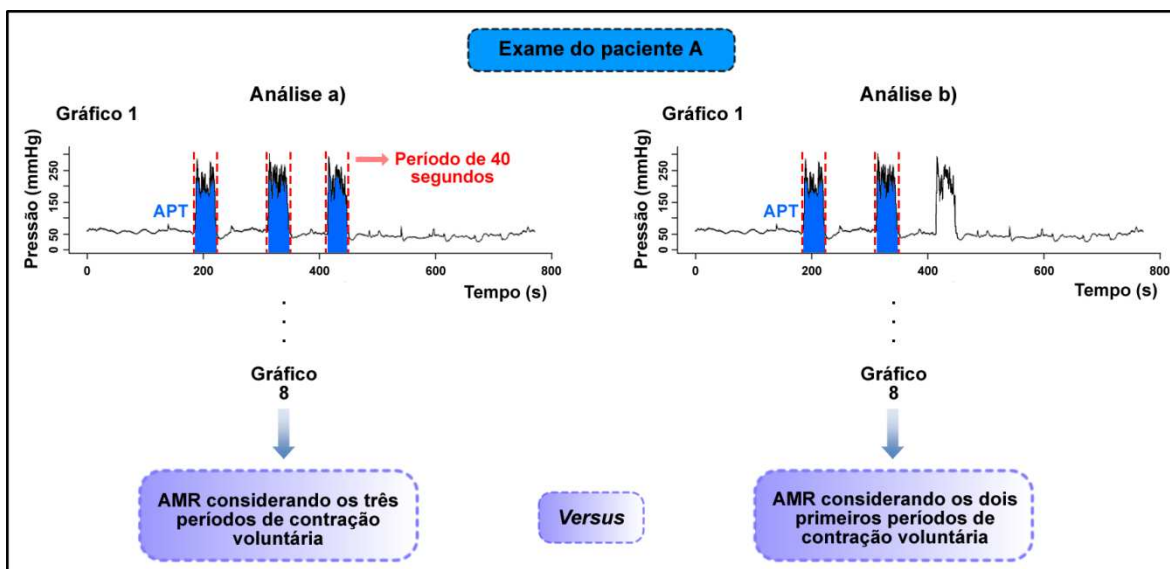 Exame do paciente A
Análise a)
Gráfico 1
Pressão (mmHg)
250
150
50
0
APT
Período de 40
segundos
0 200 400 600 800
Tempo (s)
Gráfico
8
AMR considerando os três
períodos de contração
voluntária
Versus
Análise b)
Gráfico 1
Pressão (mmHg)
250
150
50
0
APT
0 200 400 600 800
Tempo (s)
Gráfico
8
AMR considerando os dois
primeiros períodos de
contração voluntária